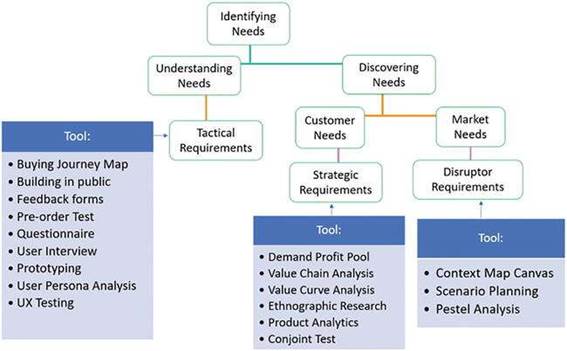 Identifying
Needs
Understanding
Needs
Discovering
Needs
Customer
Needs
Market
Needs
Tactical
Requirements
Strategic
Requirements
Disruptor
Requirements
Tool:
• Buying Journey Map
• Building in public
• Feedback forms
• Pre-order Test
• Questionnaire
• User Interview
• Prototyping
• User Persona Analysis
• UX Testing
Tool:
• Demand Profit Pool
• Value Chain Analysis
• Value Curve Analysis
• Ethnographic Research
• Product Analytics
• Conjoint Test
Tool:
• Context Map Canvas
• Scenario Planning
• Pestel Analysis